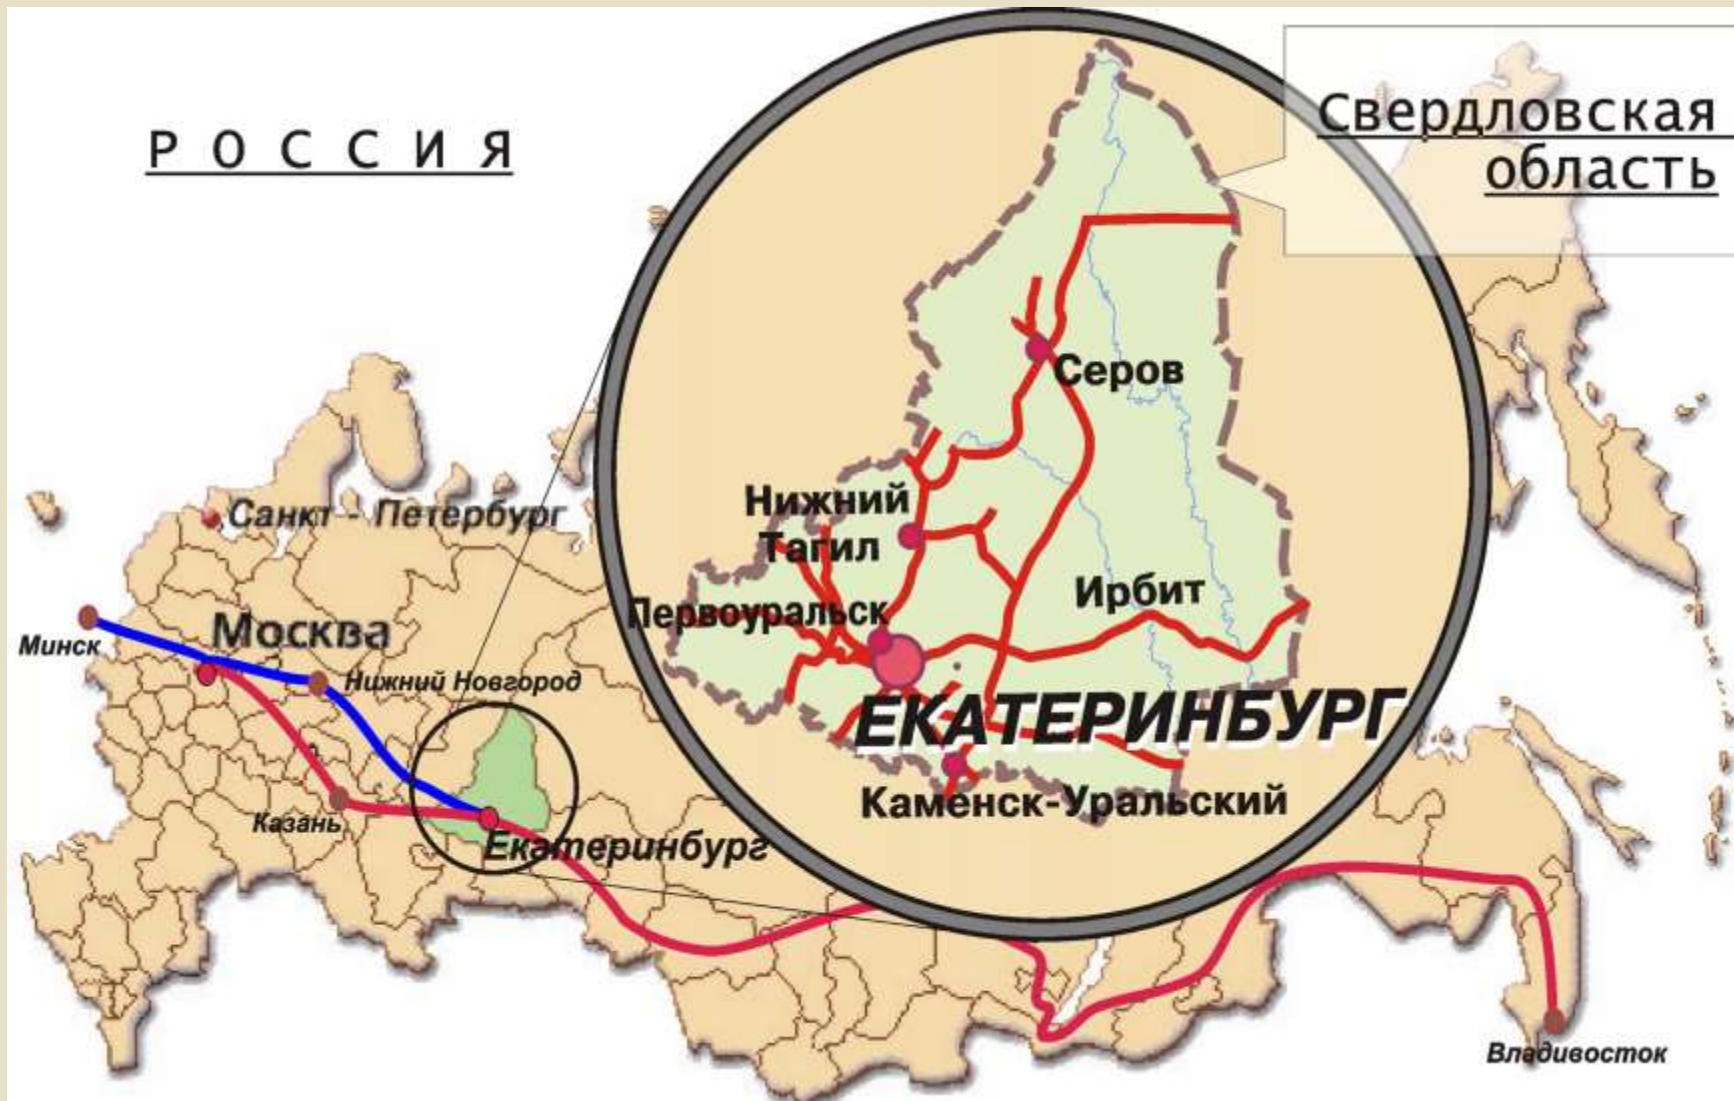 Р О С С И Я
Свердловская
область
Серов
Нижний
Тагил
Ирбит
Первоуральск
ЕКАТЕРИНБУРГ
Каменск-Уральский
Санкт - Петербург
Москва
Минск
Нижний Новгород
Казань
Екатеринбург
Владивосток